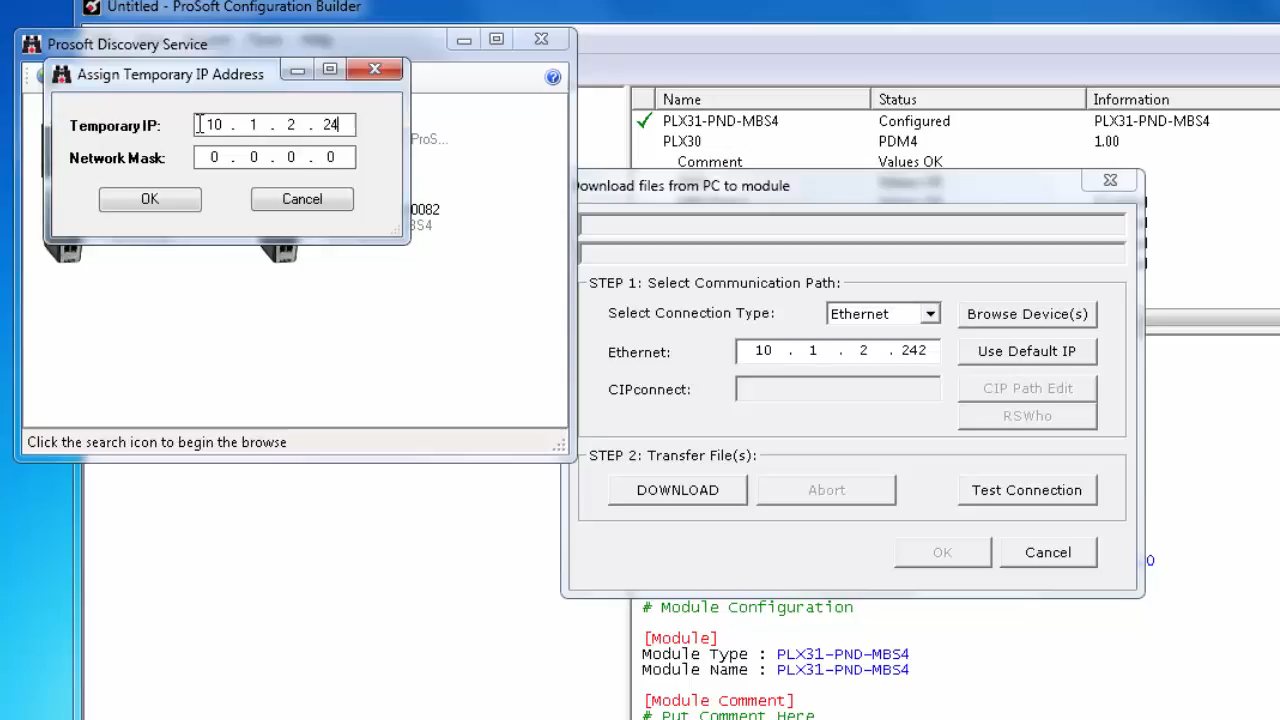 Untitled - ProSoft Configuration Builder
Prosoft Discovery Service
Assign Temporary IP Address
Temporary IP: 10 . 1 . 2 . 24
Network Mask: 0 . 0 . 0 . 0
OK Cancel
ProS...
0082
BS4
Click the search icon to begin the browse
Name Status Information
PLX31-PND-MBS4 Configured PLX31-PND-MBS4
PLX30 PDM4 1.00
Comment Values OK
Download files from PC to module
STEP 1: Select Communication Path:
Select Connection Type: Ethernet Browse Device(s)
Ethernet: 10 . 1 . 2 . 242 Use Default IP
CIPconnect: CIP Path Edit
RSWho
STEP 2: Transfer File(s):
DOWNLOAD Abort Test Connection
OK Cancel
0
# Module Configuration
[Module]
Module Type : PLX31-PND-MBS4
Module Name : PLX31-PND-MBS4
[Module Comment]
# Put Comment Here